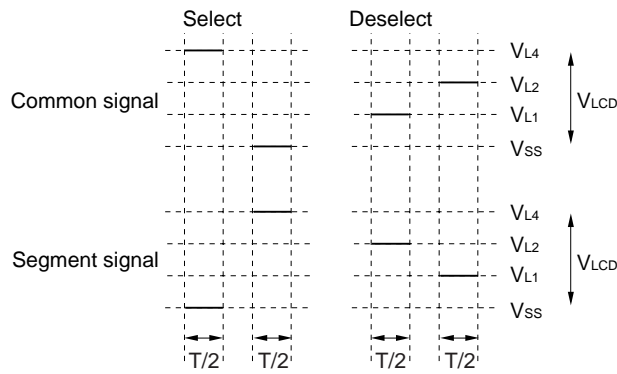 Select Deselect
VL4
VL2
Common signal
VL1
VLCD
VSS
VL4
VL2
Segment signal
VL1
VLCD
VSS
T/2 T/2 T/2 T/2